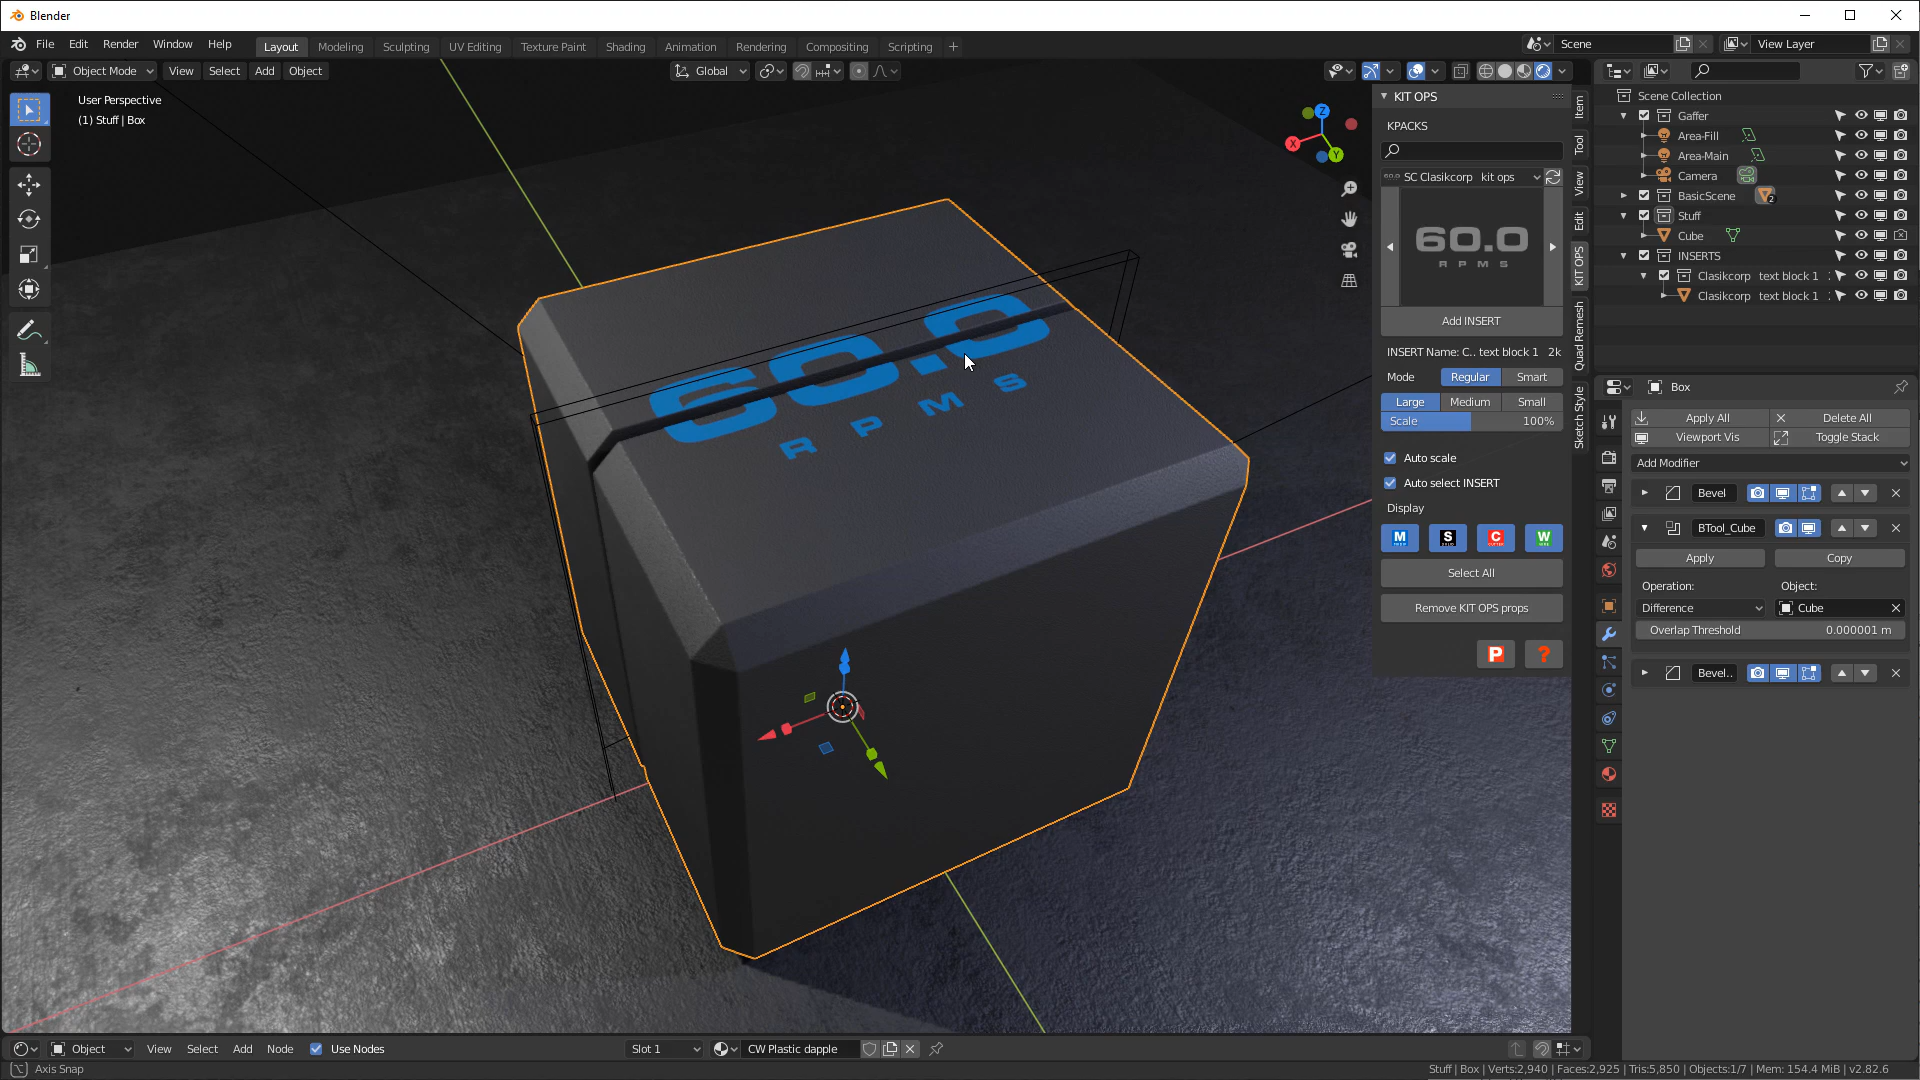 Blender
File Edit Render Window Help
Layout Modeling Sculpting UV Editing Texture Paint Shading Animation Rendering Compositing Scripting +
Scene
View Layer
Object Mode View Select Add Object
Global
User Perspective
(1) Stuff | Box
Z
X
Y
60.0
R P M S
KIT OPS
KPACKS
SC Clasikcorp kit ops
60.0
R P M S
Add INSERT
INSERT Name: C.. text block 1 2k
Mode Regular Smart
Large Medium Small
Scale 100%
Auto scale
Auto select INSERT
Display
M S C W
Select All
Remove KIT OPS props
P ?
Item
Tool
View
Edit
KIT OPS
Quad Remesh
Sketch Style
Scene Collection
Gaffer
Area-Fill
Area-Main
Camera
BasicScene 2
Stuff
Cube
INSERTS
Clasikcorp text block 1
Clasikcorp text block 1
Box
Apply All Delete All
Viewport Vis Toggle Stack
Add Modifier
Bevel
BTool_Cube
Apply Copy
Operation: Object:
Difference Cube
Overlap Threshold 0.000001 m
Bevel..
Object View Select Add Node Use Nodes
Slot 1
CW Plastic dapple
Axis Snap
Stuff | Box | Verts:2,940 | Faces:2,925 | Tris:5,850 | Objects:1/7 | Mem: 154.4 MiB | v2.82.6